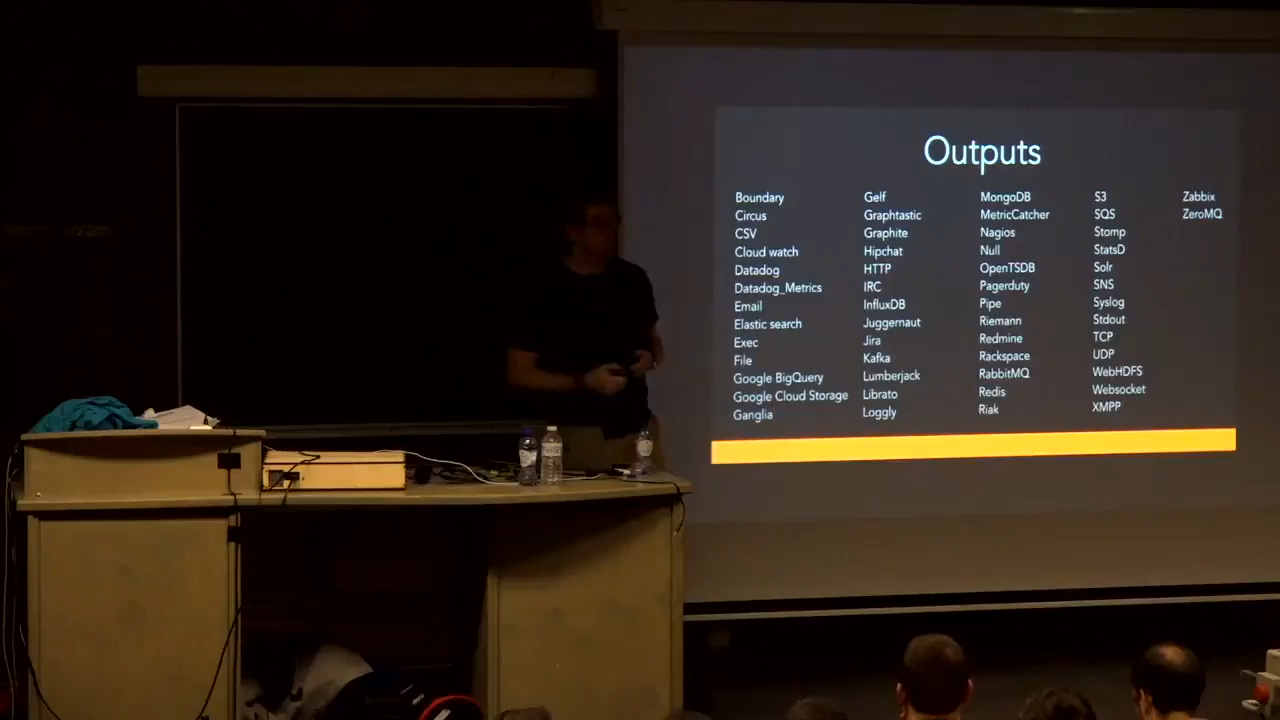 Outputs
Boundary
Circus
CSV
Cloud watch
Datadog
Datadog_Metrics
Email
Elastic search
Exec
File
Google BigQuery
Google Cloud Storage
Ganglia
Gelf
Graphtastic
Graphite
Hipchat
HTTP
IRC
InfluxDB
Juggernaut
Jira
Kafka
Lumberjack
Librato
Loggly
MongoDB
MetricCatcher
Nagios
Null
OpenTSDB
Pagerduty
Pipe
Riemann
Redmine
Rackspace
RabbitMQ
Redis
Riak
S3
SQS
Stomp
StatsD
Solr
SNS
Syslog
Stdout
TCP
UDP
WebHDFS
Websocket
XMPP
Zabbix
ZeroMQ